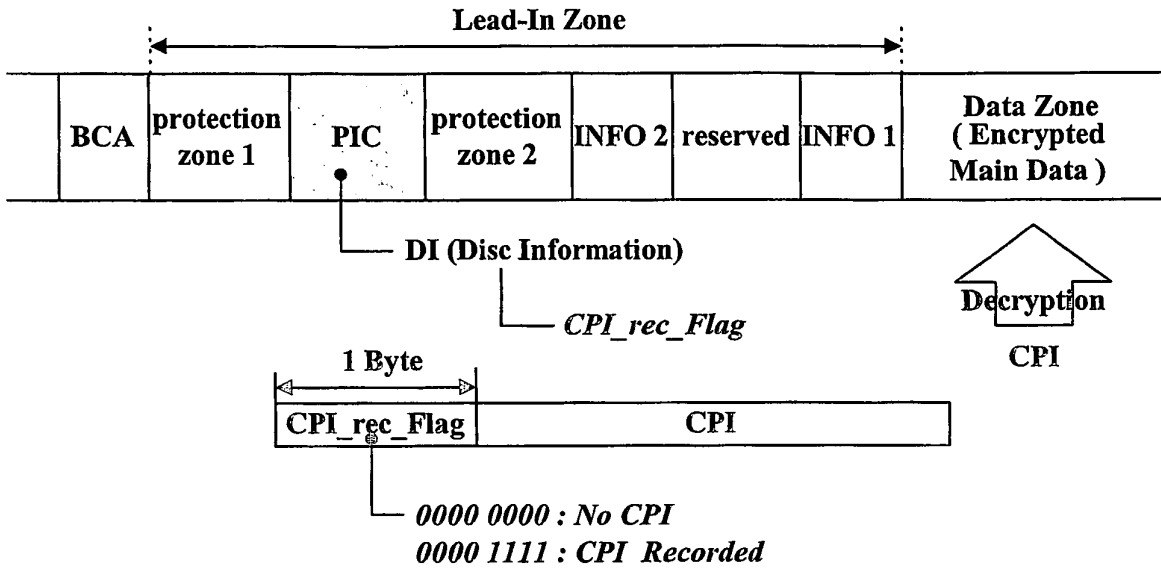 Lead-In Zone
BCA
protection
zone 1
PIC
protection
zone 2
INFO 2
reserved
INFO 1
Data Zone
( Encrypted
Main Data )
DI (Disc Information)
CPI_rec_Flag
Decryption
CPI
1 Byte
CPI_rec_Flag
CPI
0000 0000 : No CPI
0000 1111 : CPI Recorded